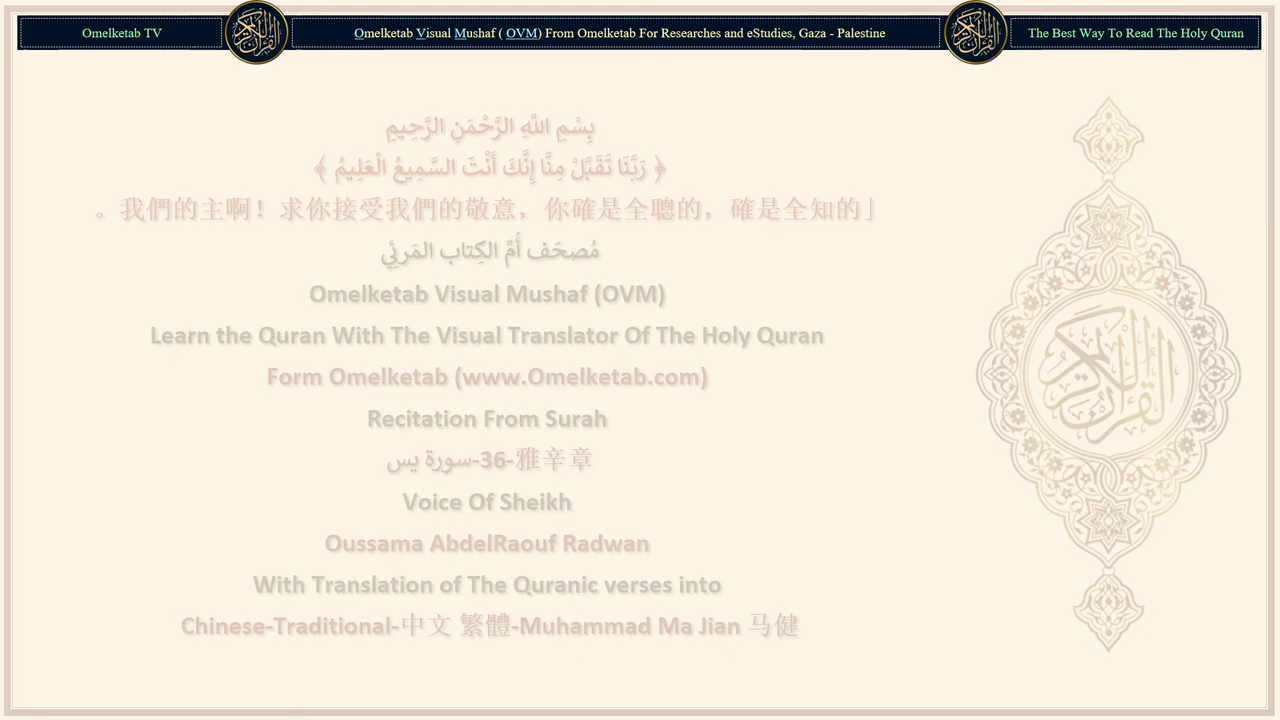 Omelketab TV
Omelketab Visual Mushaf ( OVM) From Omelketab For Researches and eStudies, Gaza - Palestine
The Best Way To Read The Holy Quran
بِسْمِ اللَّهِ الرَّحْمَنِ الرَّحِيمِ
﴿ رَبَّنَا تَقَبَّلْ مِنَّا إِنَّكَ أَنْتَ السَّمِيعُ الْعَلِيمُ ﴾
。我們的主啊！求你接受我們的敬意，你確是全聰的，確是全知的」
مُصحَف أُمِّ الكِتاب المَرئِي
Omelketab Visual Mushaf (OVM)
Learn the Quran With The Visual Translator Of The Holy Quran
Form Omelketab (www.Omelketab.com)
Recitation From Surah
سورة يس-36-雅辛章
Voice Of Sheikh
Oussama AbdelRaouf Radwan
With Translation of The Quranic verses into
Chinese-Traditional-中文 繁體-Muhammad Ma Jian 马健
القرآن الكريم